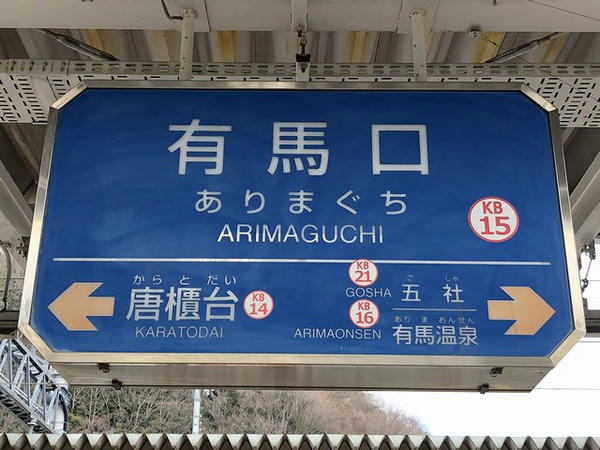 有馬口
ありまぐち
ARIMAGUCHI
KB
15
からとだい
唐櫃台
KARATODAI
KB
14
KB
21
ごしゃ
GOSHA 五社
KB
16
ありまおんせん
ARIMAONSEN 有馬温泉